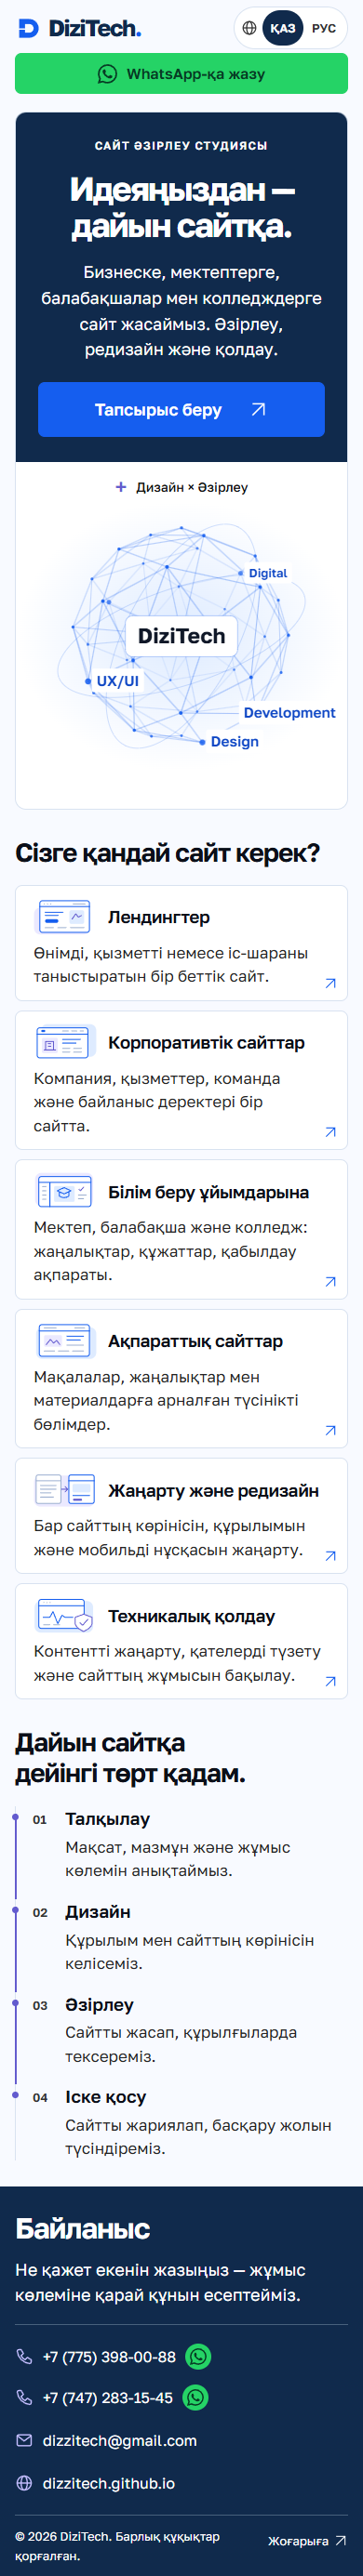 DiziTech.
ҚАЗ РУС
WhatsApp-қа жазу
САЙТ ӘЗІРЛЕУ СТУДИЯСЫ
Идеяңыздан —
дайын сайтқа.
Бизнеске, мектептерге,
балабақшалар мен колледждерге
сайт жасаймыз. Әзірлеу,
редизайн және қолдау.
Тапсырыс беру
Дизайн × Әзірлеу
Digital
DiziTech
UX/UI
Development
Design
Сізге қандай сайт керек?
Лендингтер
Өнімді, қызметті немесе іс-шараны
таныстыратын бір беттік сайт.
Корпоративтік сайттар
Компания, қызметтер, команда
және байланыс деректері бір
сайтта.
Білім беру ұйымдарына
Мектеп, балабақша және колледж:
жаңалықтар, құжаттар, қабылдау
ақпараты.
Ақпараттық сайттар
Мақалалар, жаңалықтар мен
материалдарға арналған түсінікті
бөлімдер.
Жаңарту және редизайн
Бар сайттың көрінісін, құрылымын
және мобильді нұсқасын жаңарту.
Техникалық қолдау
Контентті жаңарту, қателерді түзету
және сайттың жұмысын бақылау.
Дайын сайтқа
дейінгі төрт қадам.
01 Талқылау
Мақсат, мазмұн және жұмыс
көлемін анықтаймыз.
02 Дизайн
Құрылым мен сайттың көрінісін
келісеміз.
03 Әзірлеу
Сайтты жасап, құрылғыларда
тексереміз.
04 Іске қосу
Сайтты жариялап, басқару жолын
түсіндіреміз.
Байланыс
Не қажет екенін жазыңыз — жұмыс
көлеміне қарай құнын есептейміз.
+7 (775) 398-00-88
+7 (747) 283-15-45
dizzitech@gmail.com
dizzitech.github.io
© 2026 DiziTech. Барлық құқықтар
қорғалған.
Жоғарыға